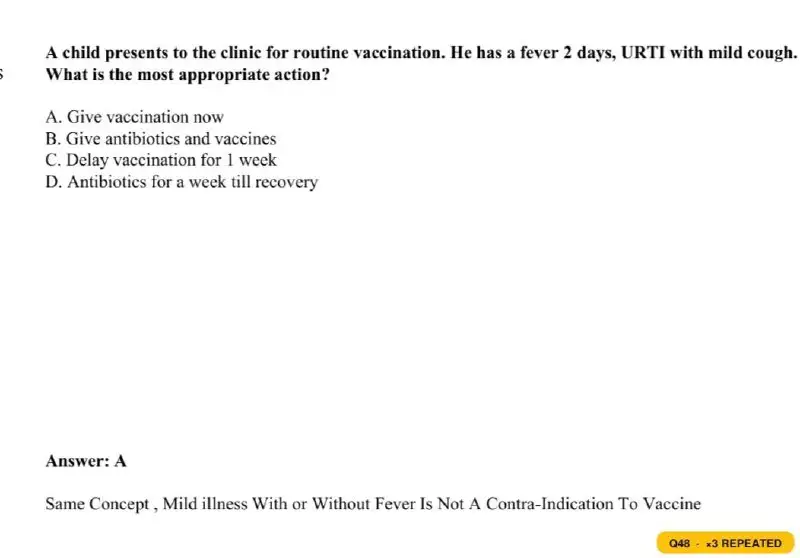 A child presents to the clinic for routine vaccination. He has a fever 2 days, URTI with mild cough.
What is the most appropriate action?
A. Give vaccination now
B. Give antibiotics and vaccines
C. Delay vaccination for 1 week
D. Antibiotics for a week till recovery
Answer: A
Same Concept , Mild illness With or Without Fever Is Not A Contra-Indication To Vaccine
Q48 - ×3 REPEATED